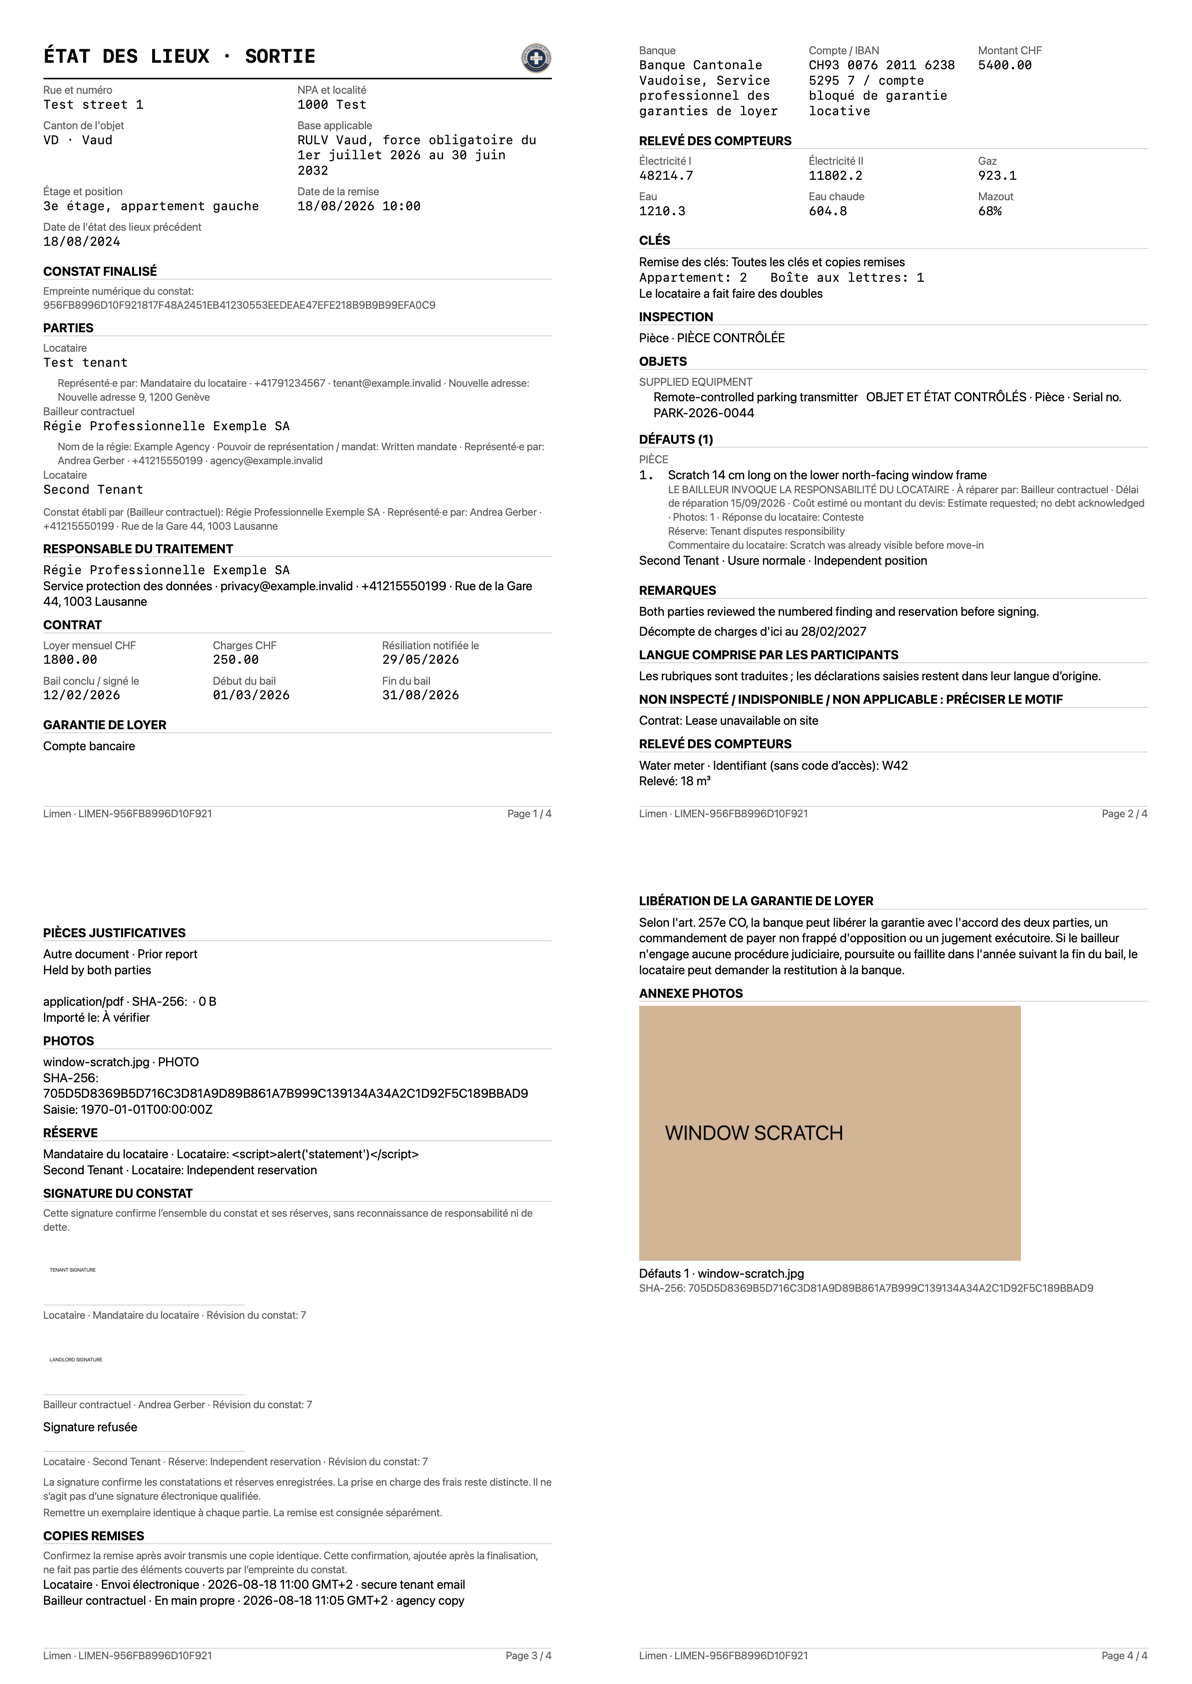 ÉTAT DES LIEUX · SORTIE
Rue et numéro
Test street 1
NPA et localité
1000 Test
Canton de l'objet
VD · Vaud
Base applicable
RULV Vaud, force obligatoire du
1er juillet 2026 au 30 juin
2032
Étage et position
3e étage, appartement gauche
Date de la remise
18/08/2026 10:00
Date de l'état des lieux précédent
18/08/2024
CONSTAT FINALISÉ
Empreinte numérique du constat:
956FB8996D10F921817F48A2451EB41230553EEDEAE47EFE218B9B9B99EFA0C9
PARTIES
Locataire
Test tenant
Représenté·e par: Mandataire du locataire · +41791234567 · tenant@example.invalid · Nouvelle adresse:
Nouvelle adresse 9, 1200 Genève
Bailleur contractuel
Régie Professionnelle Exemple SA
Nom de la régie: Example Agency · Pouvoir de représentation / mandat: Written mandate · Représenté·e par:
Andrea Gerber · +41215550199 · agency@example.invalid
Locataire
Second Tenant
Constat établi par (Bailleur contractuel): Régie Professionnelle Exemple SA · Représenté·e par: Andrea Gerber ·
+41215550199 · Rue de la Gare 44, 1003 Lausanne
RESPONSABLE DU TRAITEMENT
Régie Professionnelle Exemple SA
Service protection des données · privacy@example.invalid · +41215550199 · Rue de la Gare
44, 1003 Lausanne
CONTRAT
Loyer mensuel CHF
1800.00
Charges CHF
250.00
Résiliation notifiée le
29/05/2026
Bail conclu / signé le
12/02/2026
Début du bail
01/03/2026
Fin du bail
31/08/2026
GARANTIE DE LOYER
Compte bancaire
Limen · LIMEN-956FB8996D10F921
Page 1 / 4
Banque
Banque Cantonale
Vaudoise, Service
professionnel des
garanties de loyer
Compte / IBAN
CH93 0076 2011 6238
5295 7 / compte
bloqué de garantie
locative
Montant CHF
5400.00
RELEVÉ DES COMPTEURS
Électricité I
48214.7
Électricité II
11802.2
Gaz
923.1
Eau
1210.3
Eau chaude
604.8
Mazout
68%
CLÉS
Remise des clés: Toutes les clés et copies remises
Appartement: 2   Boîte aux lettres: 1
Le locataire a fait faire des doubles
INSPECTION
Pièce · PIÈCE CONTRÔLÉE
OBJETS
SUPPLIED EQUIPMENT
Remote-controlled parking transmitter   OBJET ET ÉTAT CONTRÔLÉS · Pièce · Serial no.
PARK-2026-0044
DÉFAUTS (1)
PIÈCE
1. Scratch 14 cm long on the lower north-facing window frame
LE BAILLEUR INVOQUE LA RESPONSABILITÉ DU LOCATAIRE · À réparer par: Bailleur contractuel · Délai
de réparation 15/09/2026 · Coût estimé ou montant du devis: Estimate requested; no debt acknowledged
· Photos: 1 · Réponse du locataire: Conteste
Réserve: Tenant disputes responsibility
Commentaire du locataire: Scratch was already visible before move-in
Second Tenant · Usure normale · Independent position
REMARQUES
Both parties reviewed the numbered finding and reservation before signing.
Décompte de charges d'ici au 28/02/2027
LANGUE COMPRISE PAR LES PARTICIPANTS
Les rubriques sont traduites ; les déclarations saisies restent dans leur langue d’origine.
NON INSPECTÉ / INDISPONIBLE / NON APPLICABLE : PRÉCISER LE MOTIF
Contrat: Lease unavailable on site
RELEVÉ DES COMPTEURS
Water meter · Identifiant (sans code d’accès): W42
Relevé: 18 m³
Limen · LIMEN-956FB8996D10F921
Page 2 / 4
PIÈCES JUSTIFICATIVES
Autre document · Prior report
Held by both parties
application/pdf · SHA-256:  · 0 B
Importé le: À vérifier
PHOTOS
window-scratch.jpg · PHOTO
SHA-256:
705D5D8369B5D716C3D81A9D89B861A7B999C139134A34A2C1D92F5C189BBAD9
Saisie: 1970-01-01T00:00:00Z
RÉSERVE
Mandataire du locataire · Locataire: <script>alert('statement')</script>
Second Tenant · Locataire: Independent reservation
SIGNATURE DU CONSTAT
Cette signature confirme l’ensemble du constat et ses réserves, sans reconnaissance de responsabilité ni de
dette.
TENANT SIGNATURE
Locataire · Mandataire du locataire · Révision du constat: 7
LANDLORD SIGNATURE
Bailleur contractuel · Andrea Gerber · Révision du constat: 7
Signature refusée
Locataire · Second Tenant · Réserve: Independent reservation · Révision du constat: 7
La signature confirme les constatations et réserves enregistrées. La prise en charge des frais reste distincte. Il ne
s’agit pas d’une signature électronique qualifiée.
Remettre un exemplaire identique à chaque partie. La remise est consignée séparément.
COPIES REMISES
Confirmez la remise après avoir transmis une copie identique. Cette confirmation, ajoutée après la finalisation,
ne fait pas partie des éléments couverts par l’empreinte du constat.
Locataire · Envoi électronique · 2026-08-18 11:00 GMT+2 · secure tenant email
Bailleur contractuel · En main propre · 2026-08-18 11:05 GMT+2 · agency copy
Limen · LIMEN-956FB8996D10F921
Page 3 / 4
LIBÉRATION DE LA GARANTIE DE LOYER
Selon l'art. 257e CO, la banque peut libérer la garantie avec l'accord des deux parties, un
commandement de payer non frappé d'opposition ou un jugement exécutoire. Si le bailleur
n'engage aucune procédure judiciaire, poursuite ou faillite dans l'année suivant la fin du bail, le
locataire peut demander la restitution à la banque.
ANNEXE PHOTOS
WINDOW SCRATCH
Défauts 1 · window-scratch.jpg
SHA-256: 705D5D8369B5D716C3D81A9D89B861A7B999C139134A34A2C1D92F5C189BBAD9
Limen · LIMEN-956FB8996D10F921
Page 4 / 4